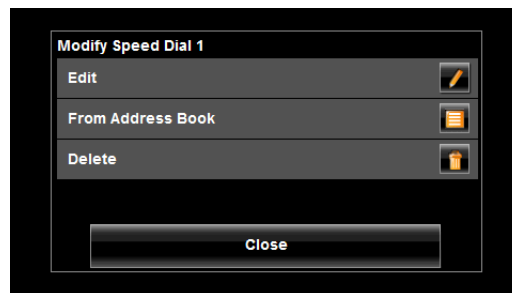 Modify Speed Dial 1
Edit
From Address Book
Delete
Close